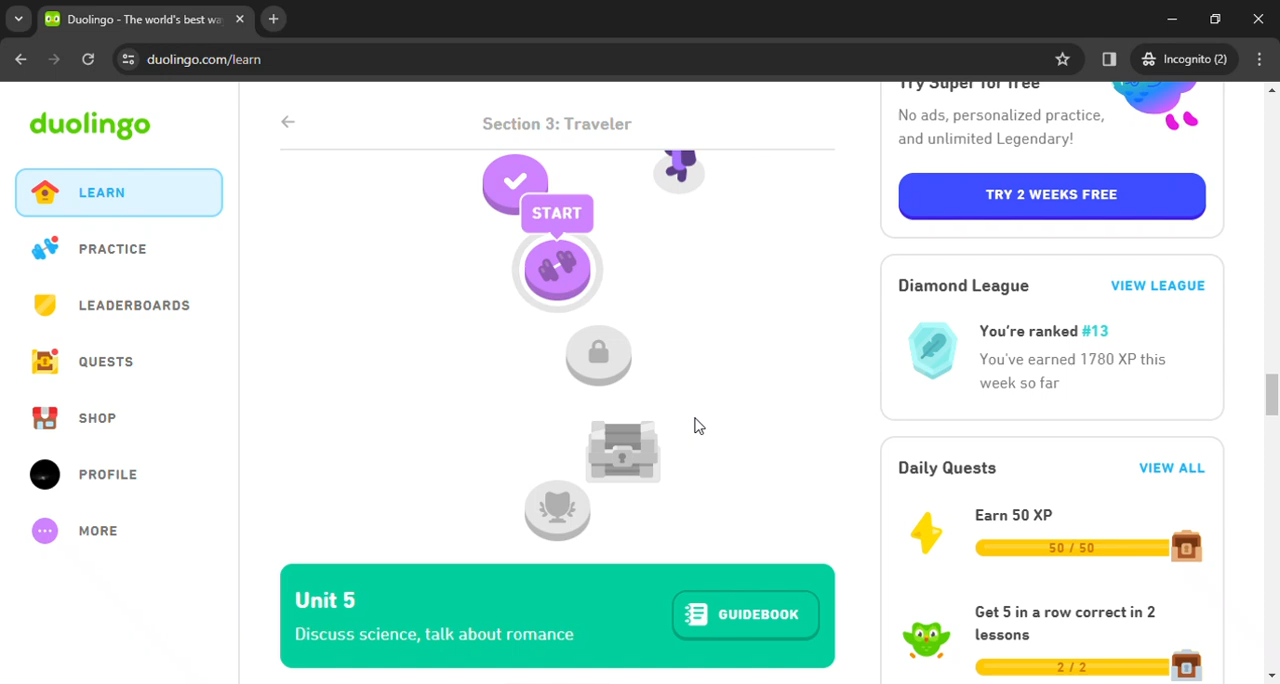 Duolingo - The world's best wa
duolingo.com/learn
Incognito (2)
duolingo
LEARN
PRACTICE
LEADERBOARDS
QUESTS
SHOP
PROFILE
MORE
Section 3: Traveler
START
Unit 5
Discuss science, talk about romance
GUIDEBOOK
Try Super for free
No ads, personalized practice,
and unlimited Legendary!
TRY 2 WEEKS FREE
Diamond League
VIEW LEAGUE
You're ranked #13
You've earned 1780 XP this
week so far
Daily Quests
VIEW ALL
Earn 50 XP
50 / 50
Get 5 in a row correct in 2
lessons
2 / 2